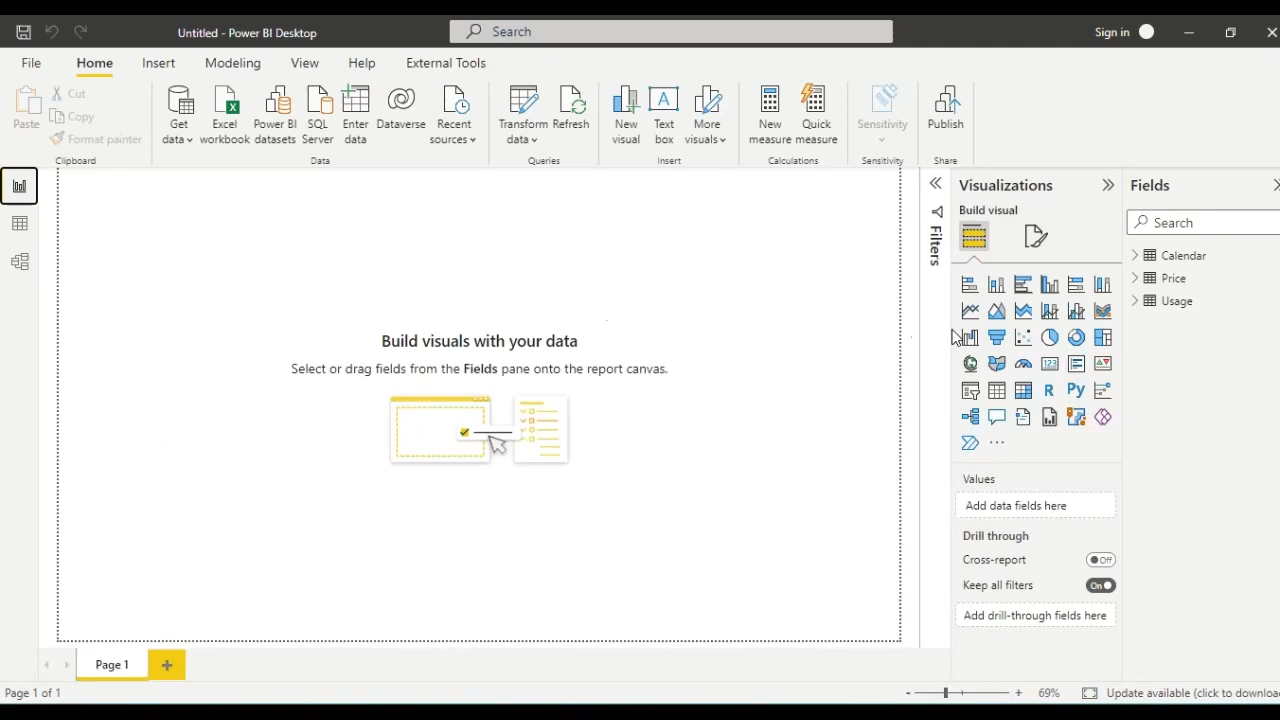 Untitled - Power BI Desktop
Search
Sign in
File Home Insert Modeling View Help External Tools
Paste
Cut
Copy
Format painter
Clipboard
Get data
Excel workbook
Power BI datasets
SQL Server
Enter data
Dataverse
Recent sources
Data
Transform data
Refresh
Queries
New visual
Text box
More visuals
Insert
New measure
Quick measure
Calculations
Sensitivity
Sensitivity
Publish
Share
Build visuals with your data
Select or drag fields from the Fields pane onto the report canvas.
Filters
Visualizations
Build visual
123
R
Py
Values
Add data fields here
Drill through
Cross-report
Off
Keep all filters
On
Add drill-through fields here
Fields
Search
Calendar
Price
Usage
Page 1
Page 1 of 1
69%
Update available (click to download